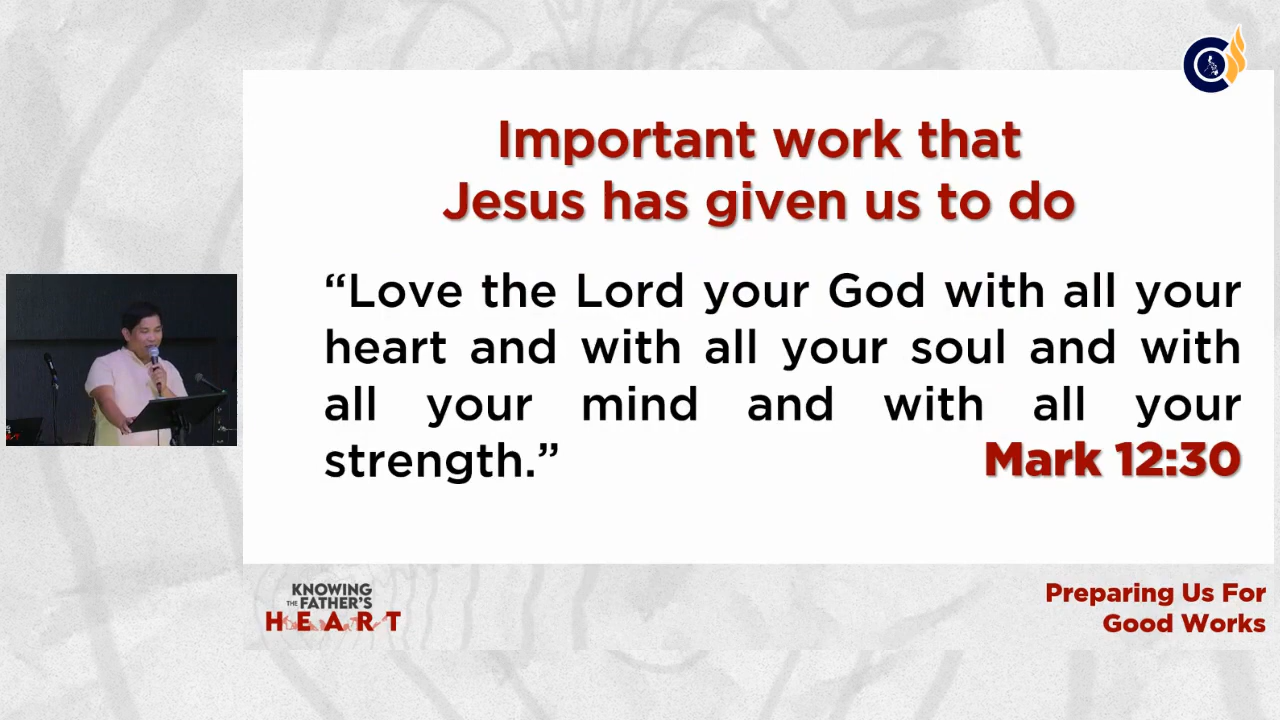 Important work that
Jesus has given us to do
“Love the Lord your God with all your
heart and with all your soul and with
all your mind and with all your
strength.” Mark 12:30
KNOWING
THE FATHER'S
HEART
Preparing Us For
Good Works